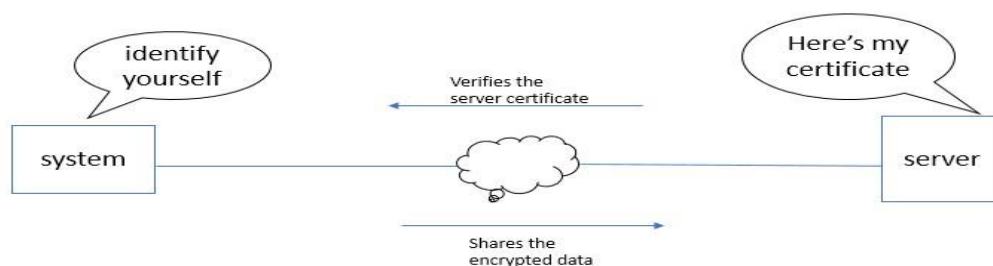 identify
yourself
Here's my
certificate
Verifies the
server certificate
system
server
Shares the
encrypted data